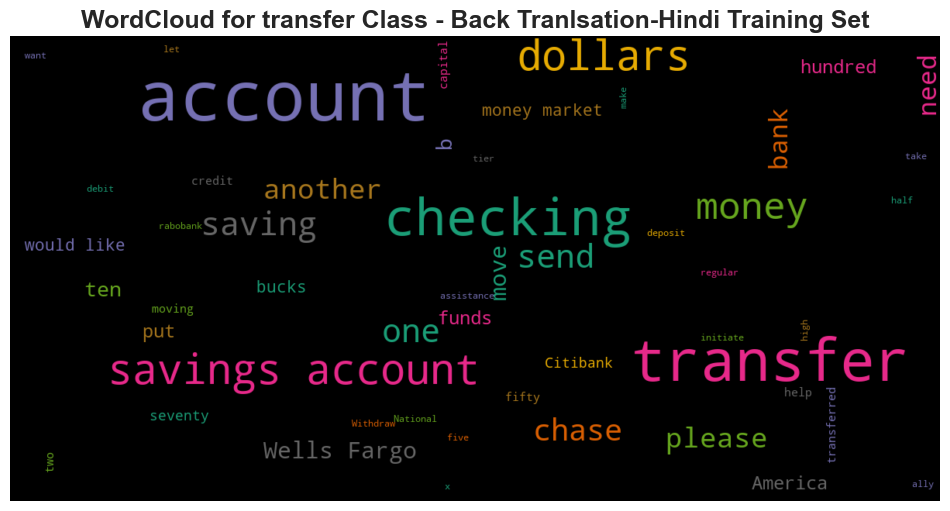 WordCloud for transfer Class - Back Tranlsation-Hindi Training Set
want
let
account
capital
dollars
hundred
need
money market
make
b
bank
tier
take
debit
credit
another
half
rabobank
saving
checking
money
would like
send
deposit
move
regular
ten
bucks
assistance
moving
funds
put
one
high
initiate
savings account
Citibank
transfer
fifty
help
transferred
seventy
Withdraw
National
chase
five
please
Wells Fargo
two
x
America
ally